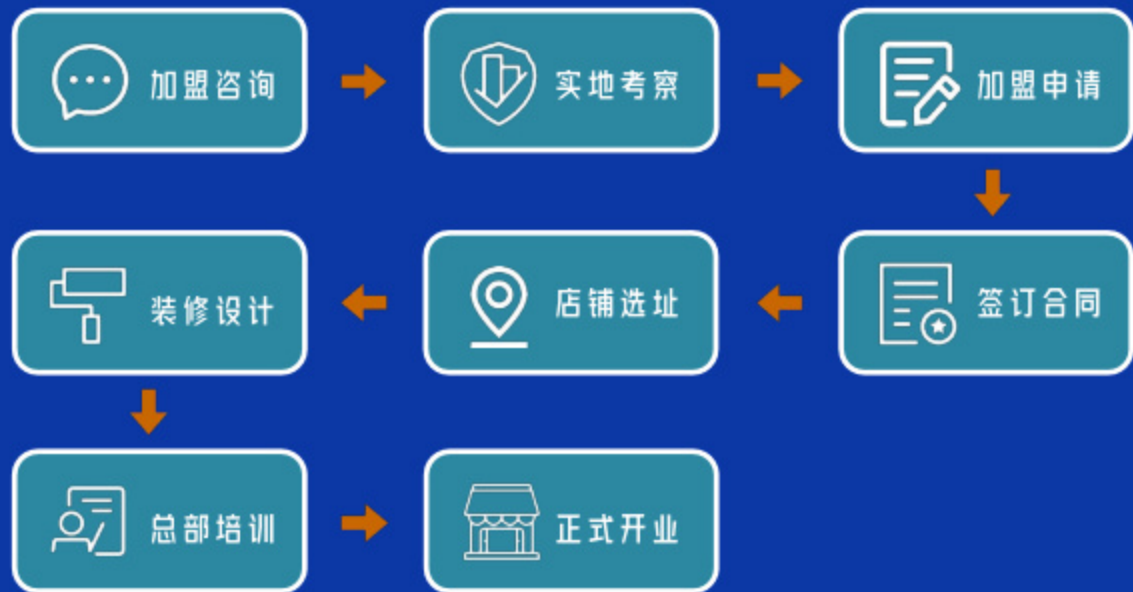 加盟咨询
实地考察
加盟申请
签订合同
店铺选址
装修设计
总部培训
正式开业